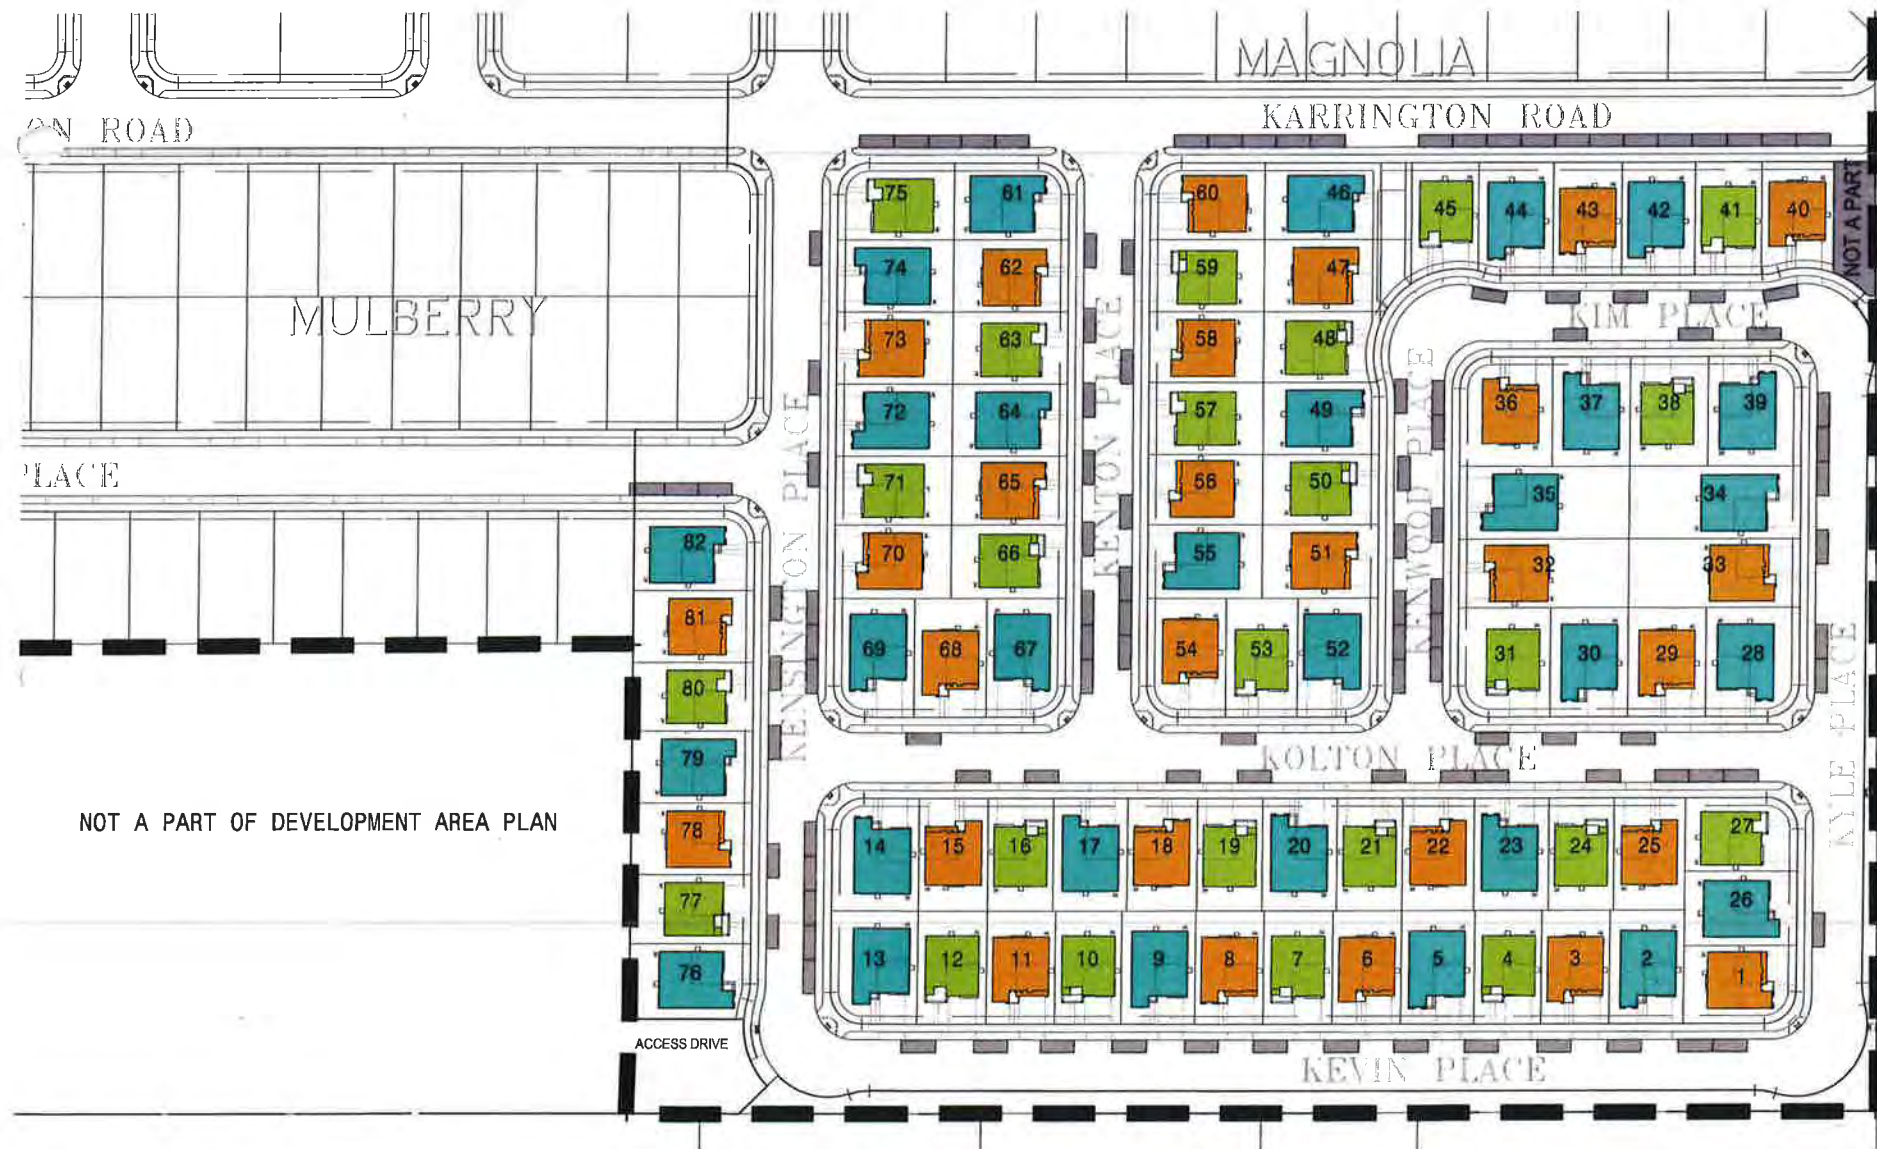 MAGNOLIA
KARRINGTON ROAD
ON ROAD
75 61 60 46 45 44 43 42 41 40
NOT A PART
74 62 59 47
MULBERRY
KIM PLACE
73 63 58 48
KENSINGTON PLACE
KENTON PLACE
KENWOOD PLACE
72 64 57 49 36 37 38 39
PLACE
71 65 56 50 35 34
82 70 66 55 51 32 33
81 69 68 67 54 53 52 31 30 29 28
80
KYLE PLACE
79
KOLTON PLACE
NOT A PART OF DEVELOPMENT AREA PLAN
78 14 15 16 17 18 19 20 21 22 23 24 25 27
77 26
76 13 12 11 10 9 8 7 6 5 4 3 2 1
ACCESS DRIVE
KEVIN PLACE